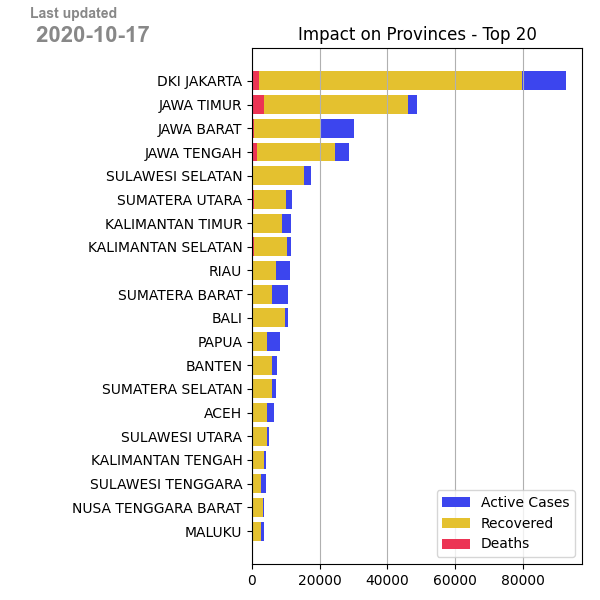 Last updated
2020-10-17
Impact on Provinces - Top 20
DKI JAKARTA
JAWA TIMUR
JAWA BARAT
JAWA TENGAH
SULAWESI SELATAN
SUMATERA UTARA
KALIMANTAN TIMUR
KALIMANTAN SELATAN
RIAU
SUMATERA BARAT
BALI
PAPUA
BANTEN
SUMATERA SELATAN
ACEH
SULAWESI UTARA
KALIMANTAN TENGAH
SULAWESI TENGGARA
NUSA TENGGARA BARAT
MALUKU
Active Cases
Recovered
Deaths
0 20000 40000 60000 80000